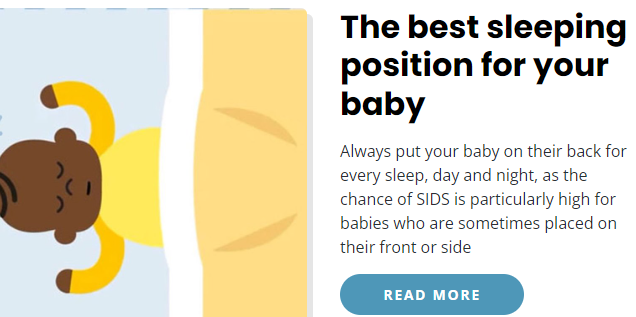 The best sleeping
position for your
baby
Always put your baby on their back for
every sleep, day and night, as the
chance of SIDS is particularly high for
babies who are sometimes placed on
their front or side
READ MORE